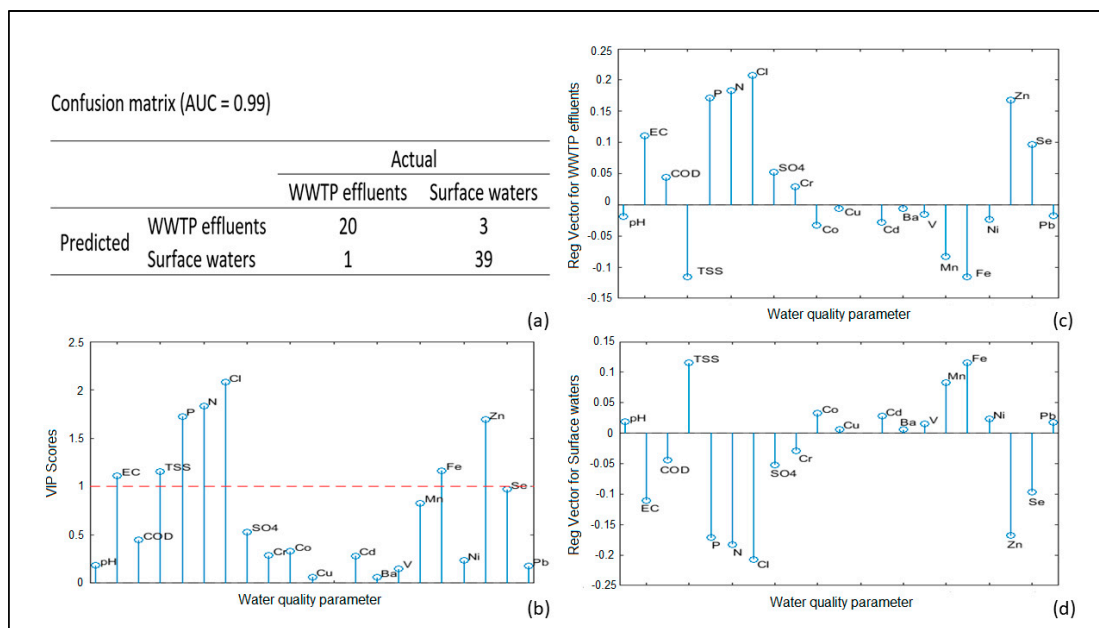 Confusion matrix (AUC = 0.99)
Actual
WWTP effluents Surface waters
Predicted WWTP effluents 20 3
Surface waters 1 39
(a)
2.5
2
1.5
1
0.5
0
VIP Scores
pH EC COD TSS P N Cl SO4 Cr Co Cu Cd Ba V Mn Fe Ni Zn Se Pb
Water quality parameter
(b)
0.25
0.2
0.15
0.1
0.05
0
-0.05
-0.1
-0.15
Reg Vector for WWTP effluents
pH EC COD TSS P N Cl SO4 Cr Co Cu Cd Ba V Mn Fe Ni Zn Se Pb
Water quality parameter
(c)
0.15
0.1
0.05
0
-0.05
-0.1
-0.15
-0.2
-0.25
Reg Vector for Surface waters
pH EC COD TSS P N Cl SO4 Cr Co Cu Cd Ba V Mn Fe Ni Zn Se Pb
Water quality parameter
(d)